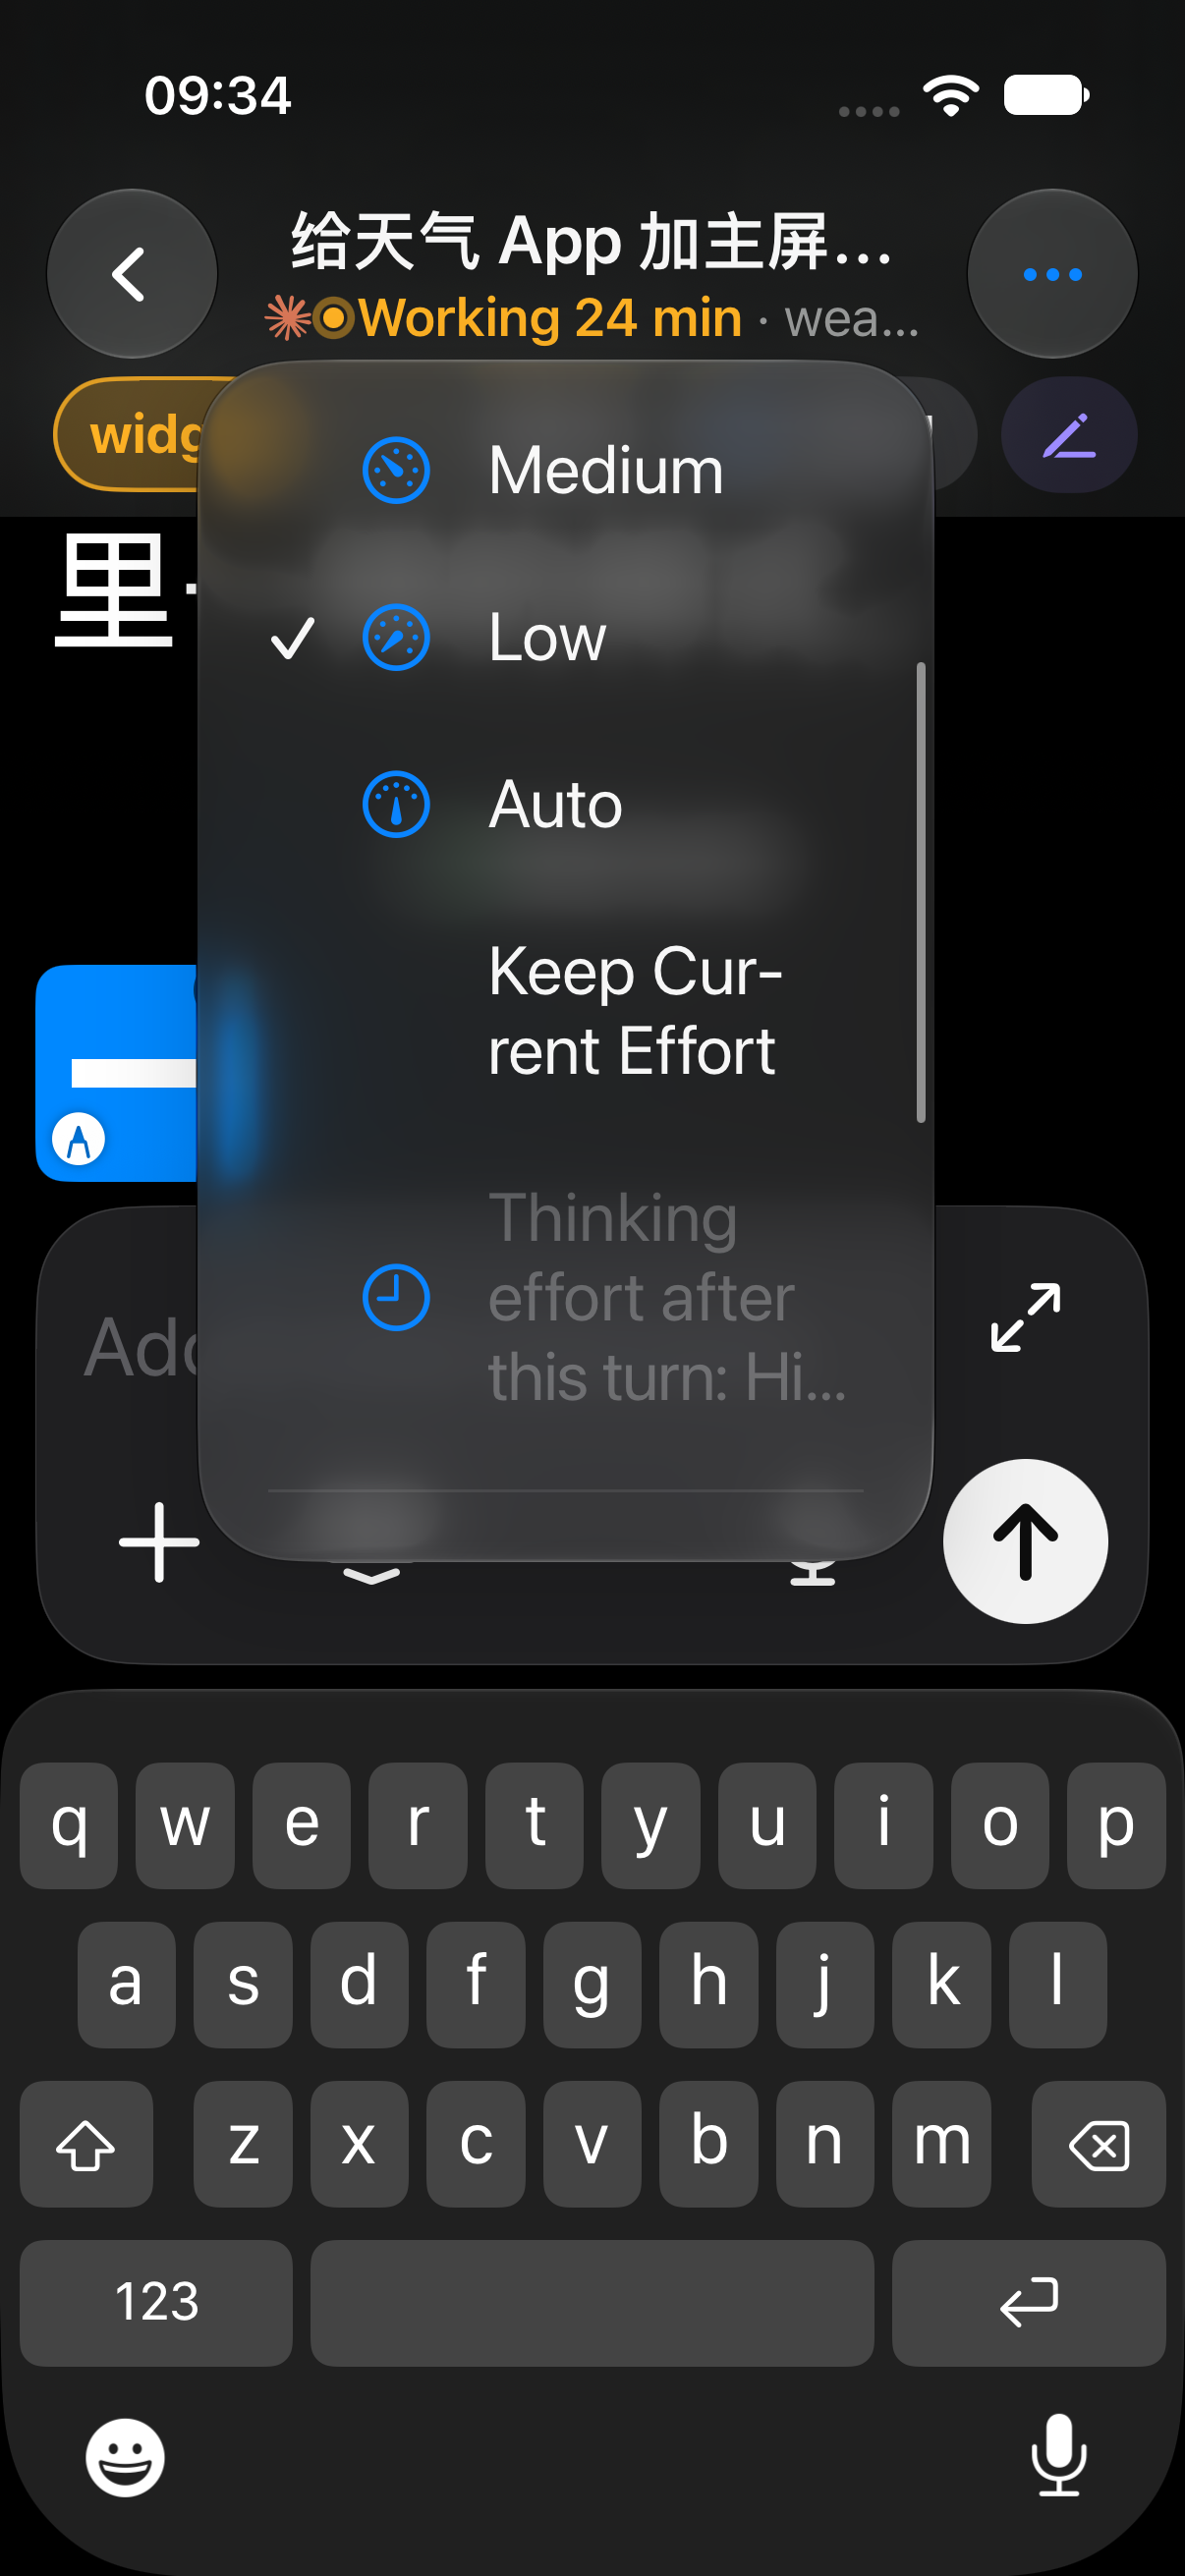 09:34
给天气 App 加主屏...
Working 24 min · wea...
widg
Medium
里
Low
Auto
Keep Cur-
rent Effort
Thinking
effort after
this turn: Hi...
Add
q w e r t y u i o p
a s d f g h j k l
z x c v b n m
123